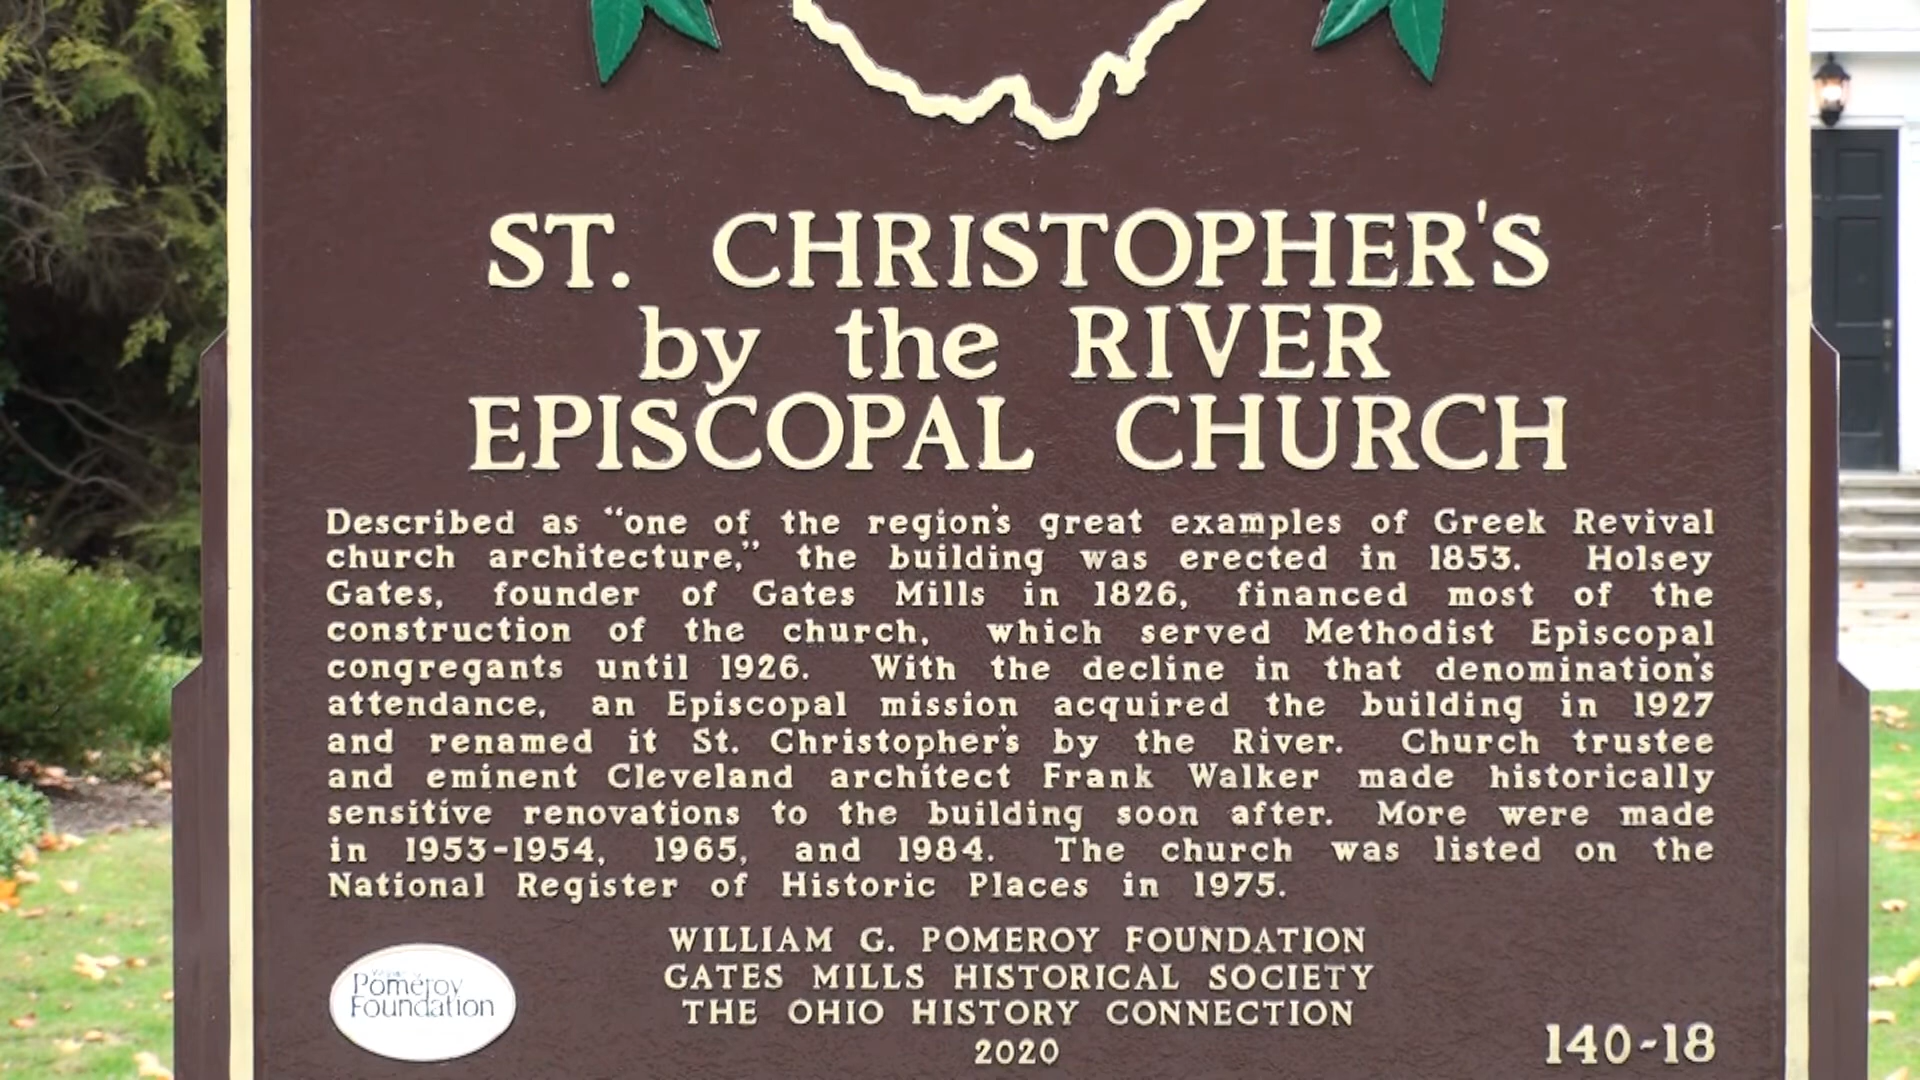 ST. CHRISTOPHER'S
by the RIVER
EPISCOPAL CHURCH
Described as “one of the region's great examples of Greek Revival
church architecture,” the building was erected in 1853. Holsey
Gates, founder of Gates Mills in 1826, financed most of the
construction of the church, which served Methodist Episcopal
congregants until 1926. With the decline in that denomination's
attendance, an Episcopal mission acquired the building in 1927
and renamed it St. Christopher's by the River. Church trustee
and eminent Cleveland architect Frank Walker made historically
sensitive renovations to the building soon after. More were made
in 1953-1954, 1965, and 1984. The church was listed on the
National Register of Historic Places in 1975.
WILLIAM G. POMEROY FOUNDATION
GATES MILLS HISTORICAL SOCIETY
THE OHIO HISTORY CONNECTION
2020
Pomeroy
Foundation
140-18